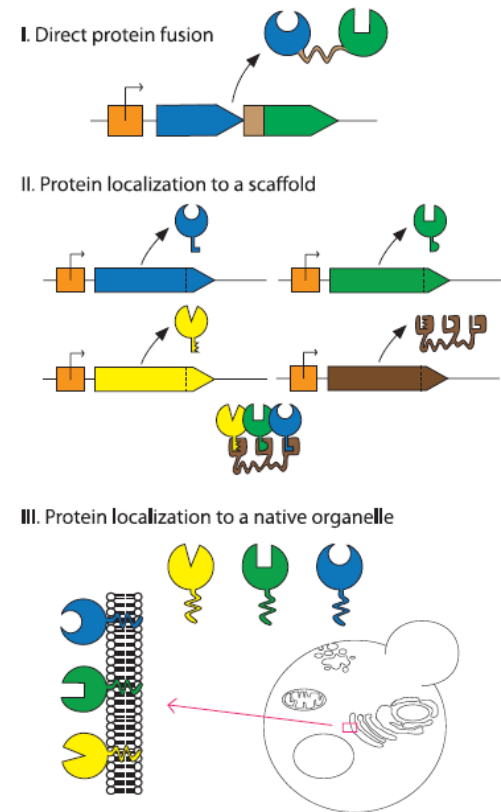 I. Direct protein fusion
II. Protein localization to a scaffold
III. Protein localization to a native organelle